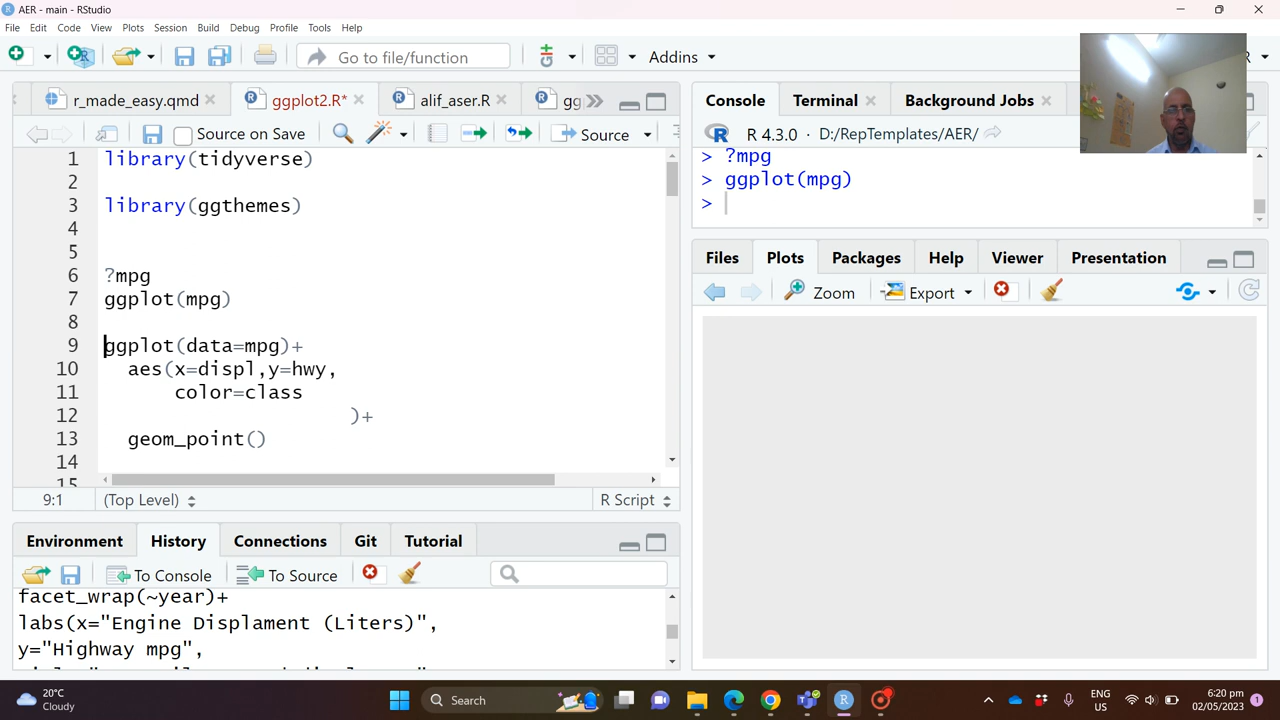 AER - main - RStudio
File Edit Code View Plots Session Build Debug Profile Tools Help
Go to file/function
Addins
r_made_easy.qmd
ggplot2.R*
alif_aser.R
gg
Source on Save
Source
1 library(tidyverse)
2
3 library(ggthemes)
4
5
6 ?mpg
7 ggplot(mpg)
8
9 ggplot(data=mpg)+
10 aes(x=displ,y=hwy,
11 color=class
12 )+
13 geom_point()
14
15
9:1 (Top Level) R Script
Environment History Connections Git Tutorial
To Console To Source
facet_wrap(~year)+
labs(x="Engine Displament (Liters)",
y="Highway mpg",
Console Terminal Background Jobs
R 4.3.0 · D:/RepTemplates/AER/
> ?mpg
> ggplot(mpg)
>
Files Plots Packages Help Viewer Presentation
Zoom Export
20°C
Cloudy
Search
ENG
US
6:20 pm
02/05/2023
1